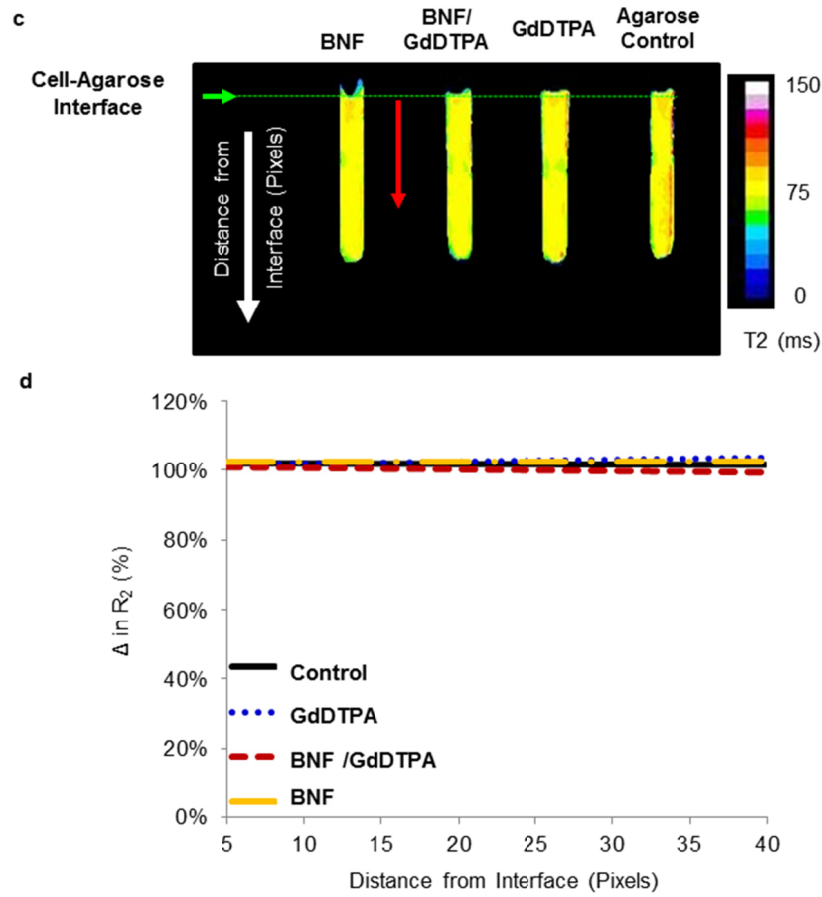 c
BNF
BNF/
GdDTPA
GdDTPA
Agarose
Control
Cell-Agarose
Interface
Distance from
Interface (Pixels)
150
75
0
T2 (ms)
d
120%
100%
80%
60%
40%
20%
0%
Δ in R2 (%)
Control
GdDTPA
BNF /GdDTPA
BNF
5 10 15 20 25 30 35 40
Distance from Interface (Pixels)